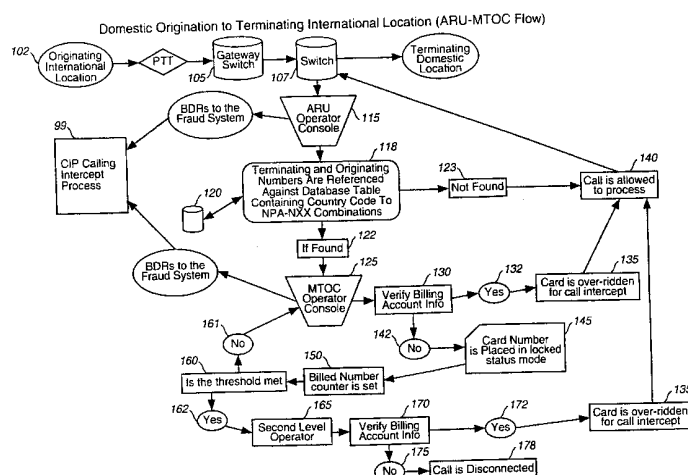 Domestic Origination to Terminating International Location (ARU-MTOC Flow)
102
Originating
International
Location
PTT
Gateway
Switch
105
Switch
107
Terminating
Domestic
Location
BDRs to the
Fraud System
ARU
Operator
Console
115
99
CiP Calling
Intercept
Process
118
Terminating and Originating
Numbers Are Referenced
Against Database Table
Containing Country Code To
NPA-NXX Combinations
120
123
Not Found
140
Call is allowed
to process
If Found
122
125
MTOC
Operator
Console
BDRs to the
Fraud System
130
Verify Billing
Account Info
132
Yes
135
Card is over-ridden
for call intercept
161
No
142
No
145
Card Number
is Placed in locked
status mode
160
Is the threshold met
150
Billed Number
counter is set
162
Yes
165
Second Level
Operator
170
Verify Billing
Account Info
172
Yes
135
Card is over-ridden
for call intercept
175
No
178
Call is Disconnected